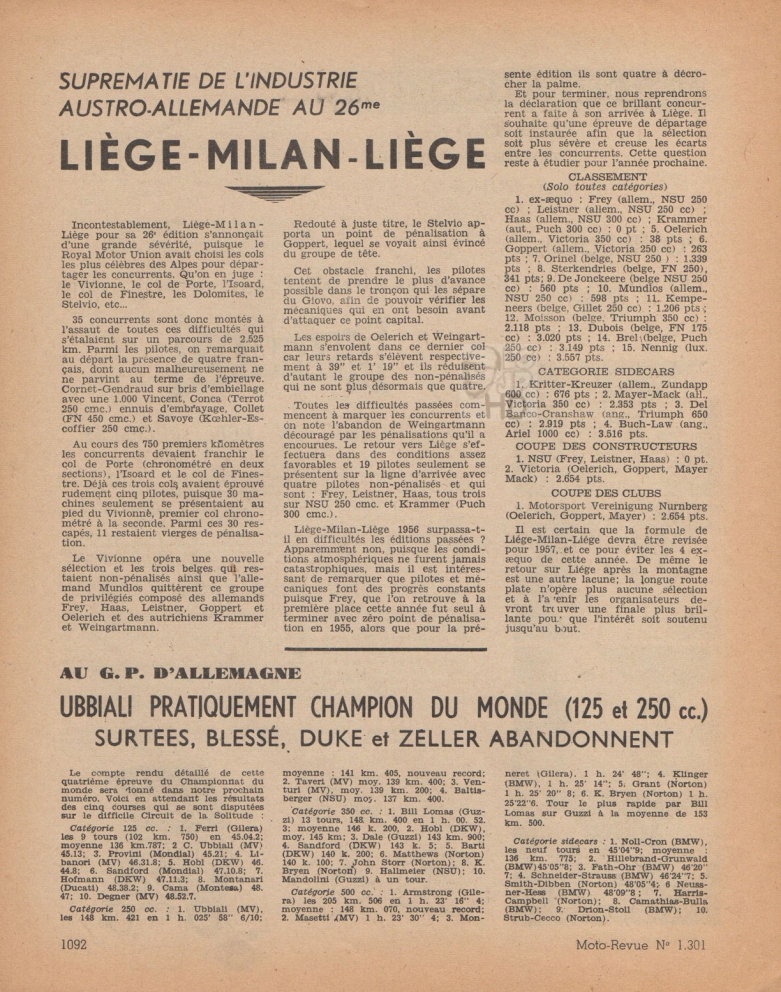 SUPREMATIE DE L'INDUSTRIE
AUSTRO-ALLEMANDE AU 26me
LIÈGE-MILAN-LIÈGE
Incontestablement, Liège-Milan-
Liège pour sa 26e édition s'annonçait
d'une grande sévérité, puisque le
Royal Motor Union avait choisi les cols
les plus célèbres des Alpes pour dépar-
tager les concurrents. Qu'on en juge :
le Vivionne, le col de Porte, l'Isoard,
le col de Finestre, les Dolomites, le
Stelvio, etc...
35 concurrents sont donc montés à
l'assaut de toutes ces difficultés qui
s'étalaient sur un parcours de 2.525
km. Parmi les pilotes, on remarquait
au départ la présence de quatre fran-
çais, dont aucun malheureusement ne
ne parvint au terme de l'épreuve.
Cornet-Gendraud sur bris d'embiellage
avec une 1.000 Vincent, Conca (Terrot
250 cmc.) ennuis d'embrayage, Collet
(FN 450 cmc.) et Savoye (Kœhler-Es-
coffier 250 cmc.).
Au cours des 750 premiers kilomètres
les concurrents devaient franchir le
col de Porte (chronométré en deux
sections), l'Isoard et le col de Fines-
tre. Déjà ces trois cols avaient éprouvé
rudement cinq pilotes, puisque 30 ma-
chines seulement se présentaient au
pied du Vivionne, premier col chrono-
métré à la seconde. Parmi ces 30 res-
capés, 11 restaient vierges de pénalisa-
tion.
Le Vivionne opéra une nouvelle
sélection et les trois belges qui res-
taient non-pénalisés ainsi que l'alle-
mand Mundlos quittèrent ce groupe
de privilégiés composé des allemands
Frey, Haas, Leistner, Goppert et
Oelerich et des autrichiens Krammer
et Weingartmann.
Redouté à juste titre, le Stelvio ap-
porta un point de pénalisation à
Goppert, lequel se voyait ainsi évincé
du groupe de tête.
Cet obstacle franchi, les pilotes
tentent de prendre le plus d'avance
possible dans le tronçon qui les sépare
du Giovo, afin de pouvoir vérifier les
mécaniques qui en ont besoin avant
d'attaquer ce point capital.
Les espoirs de Oelerich et Weingart-
mann s'envolent dans ce dernier col
car leurs retards s'élèvent respective-
ment à 39" et 1' 19" et ils réduisent
d'autant le groupe des non-pénalisés
qui ne sont plus désormais que quatre.
Toutes les difficultés passées com-
mencent à marquer les concurrents et
on note l'abandon de Weingartmann
découragé par les pénalisations qu'il a
encourues. Le retour vers Liège s'ef-
fectuera dans des conditions assez
favorables et 19 pilotes seulement se
présentent sur la ligne d'arrivée avec
quatre pilotes non-pénalisés et qui
sont : Frey, Leistner, Haas, tous trois
sur NSU 250 cmc. et Krammer (Puch
300 cmc.).
Liège-Milan-Liège 1956 surpassa-t-
il en difficultés les éditions passées ?
Apparemment non, puisque les condi-
tions atmosphériques ne furent jamais
catastrophiques, mais il est intéres-
sant de remarquer que pilotes et mé-
caniques font des progrès constants
puisque Frey, que l'on retrouve à la
première place cette année fut seul à
terminer avec zéro point de pénalisa-
tion en 1955, alors que pour la pré-
sente édition ils sont quatre à décro-
cher la palme.
Et pour terminer, nous reprendrons
la déclaration que ce brillant concur-
rent a faite à son arrivée à Liège. Il
souhaite qu'une épreuve de départage
soit instaurée afin que la sélection
soit plus sévère et creuse les écarts
entre les concurrents. Cette question
reste à étudier pour l'année prochaine.
CLASSEMENT
(Solo toutes catégories)
1. ex-æquo : Frey (allem., NSU 250
cc) ; Leistner (allem., NSU 250 cc) ;
Haas (allem., NSU 300 cc) ; Krammer
(aut., Puch 300 cc) : 0 pt ; 5. Oelerich
(allem., Victoria 350 cc) : 38 pts ; 6.
Goppert (allem., Victoria 250 cc) : 263
pts ; 7. Orinel (belge, NSU 250 ) : 1.339
pts ; 8. Sterkendries (belge, FN 250),
341 pts; 9. De Jonckeere (belge NSU 250
cc) : 560 pts ; 10. Mundlos (allem.,
NSU 250 cc) : 598 pts ; 11. Kempe-
neers (belge, Gillet 250 cc) : 1.206 pts ;
12. Moisson (belge, Triumph 350 cc) :
2.118 pts ; 13. Dubois (belge, FN 175
cc) : 3.020 pts ; 14. Brel (belge, Puch
250 cc) : 3.149 pts ; 15. Nennig (lux.
250 cc) : 3.557 pts.
CATEGORIE SIDECARS
1. Kritter-Kreuzer (allem., Zundapp
600 cc) : 676 pts ; 2. Mayer-Mack (all.,
Victoria 350 cc) : 2.353 pts ; 3. Del
Banco-Cranshaw (ang., Triumph 650
cc) : 2.919 pts ; 4. Buch-Law (ang.,
Ariel 1000 cc) : 3.516 pts.
COUPE DES CONSTRUCTEURS
1. NSU (Frey, Leistner, Haas) : 0 pt.
2. Victoria (Oelerich, Goppert, Mayer
Mack) : 2.654 pts.
COUPE DES CLUBS
1. Motorsport Vereinigung Nurnberg
(Oelerich, Goppert, Mayer) : 2.654 pts.
Il est certain que la formule de
Liège-Milan-Liège devra être revisée
pour 1957, et ce pour éviter les 4 ex-
æquo de cette année. De même le
retour sur Liège après la montagne
est une autre lacune; la longue route
plate n'opère plus aucune sélection
et à l'avenir les organisateurs de-
vront trouver une finale plus bril-
lante pour que l'intérêt soit soutenu
jusqu'au bout.
AU G. P. D'ALLEMAGNE
UBBIALI PRATIQUEMENT CHAMPION DU MONDE (125 et 250 cc.)
SURTEES, BLESSÉ, DUKE et ZELLER ABANDONNENT
Le compte rendu détaillé de cette
quatrième épreuve du Championnat du
monde sera donné dans notre prochain
numéro. Voici en attendant les résultats
des cinq courses qui se sont disputées
sur le difficile Circuit de la Solitude :
Catégorie 125 cc. : 1. Ferri (Gilera)
les 9 tours (102 km. 750) en 45.04.2;
moyenne 136 km.787; 2 C. Ubbiali (MV)
45.13; 3. Provini (Mondial) 45.21; 4. Li-
banori (MV) 46.31.8; 5. Hobl (DKW) 46.
44.8; 6. Sandford (Mondial) 47.10.8; 7.
Hofmann (DKW) 47.11.3; 8. Montanari
(Ducati) 48.38.2; 9. Cama (Montesa) 48.
47; 10. Degner (MV) 48.52.7.
Catégorie 250 cc. : 1. Ubbiali (MV),
les 148 km. 421 en 1 h. 025' 58" 6/10;
moyenne : 141 km. 405, nouveau record;
2. Taveri (MV) moy. 139 km. 400; 3. Ven-
turi (MV), moy. 139 km. 200; 4. Baltis-
berger (NSU) moy. 137 km. 400.
Catégorie 350 cc. : 1. Bill Lomas (Guz-
zi) 13 tours, 148 km. 400 en 1 h. 00. 52.
3; moyenne 146 k. 200, 2. Hobl (DKW),
moy. 145 km; 3. Dale (Guzzi) 143 km. 900;
4. Sandford (DKW) 143 k. 5; 5. Barti
(DKW) 140 k. 200; 6. Matthews (Norton)
140 k. 100; 7. John Storr (Norton); 8. K.
Bryen (Norton) 9. Hallmeier (NSU); 10.
Mandolini (Guzzi) à un tour.
Catégorie 500 cc. : 1. Armstrong (Gile-
ra) les 205 km. 506 en 1 h. 23' 16" 4;
moyenne : 148 km. 070, nouveau record;
2. Masetti (MV) 1 h. 23' 30" 4; 3. Mon-
neret (Gilera). 1 h. 24' 48"; 4. Klinger
(BMW), 1 h. 25' 14"; 5. Grant (Norton)
1 h. 25' 20" 8; 6. K. Bryen (Norton) 1 h.
25'22"6. Tour le plus rapide par Bill
Lomas sur Guzzi à la moyenne de 153
km. 500.
Catégorie sidecars : 1. Noll-Cron (BMW),
les neuf tours en 45'04"9; moyenne :
136 km. 775; 2. Hillebrand-Grunwald
(BMW)45'05"8; 3. Fath-Ohr (BMW) 46'20"
7; 4. Schneider-Strauss (BMW) 46'24"7; 5.
Smith-Dibben (Norton) 48'05"4; 6 Neuss-
ner-Hess (BMW) 48'09"8 ; 7. Harris-
Campbell (Norton); 8. Camathias-Bulla
(BMW); 9. Drion-Stoll (BMW); 10.
Strub-Cecco (Norton).
1092
Moto-Revue No 1.301